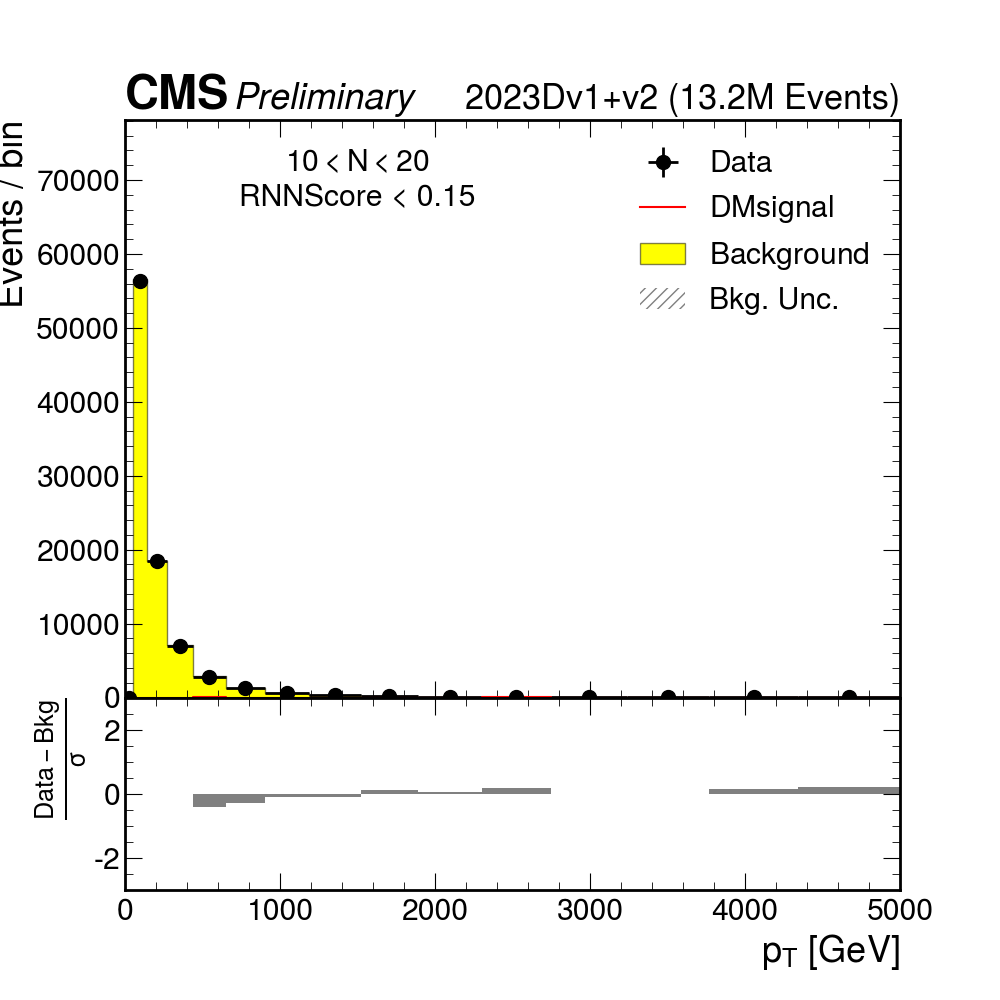 CMS Preliminary 2023Dv1+v2 (13.2M Events)
Events / bin
10 < N < 20
RNNScore < 0.15
Data
DMsignal
Background
Bkg. Unc.
70000
60000
50000
40000
30000
20000
10000
0
Data – Bkg
σ
2
0
-2
0 1000 2000 3000 4000 5000
pT [GeV]